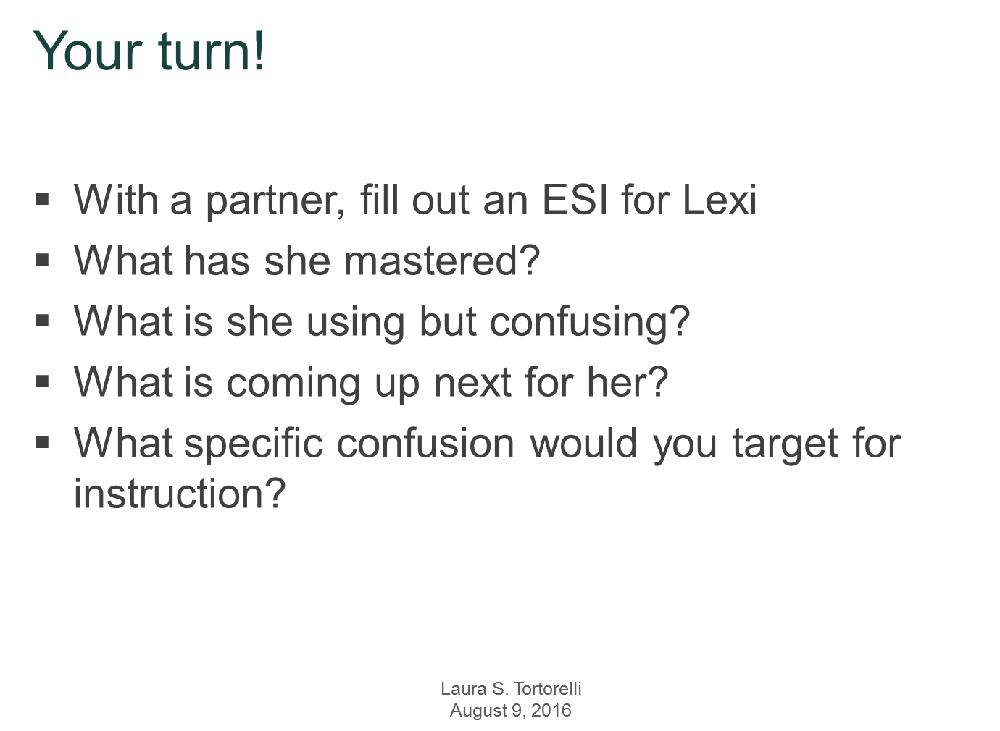 Your turn!
▪ With a partner, fill out an ESI for Lexi
▪ What has she mastered?
▪ What is she using but confusing?
▪ What is coming up next for her?
▪ What specific confusion would you target for
instruction?
Laura S. Tortorelli
August 9, 2016